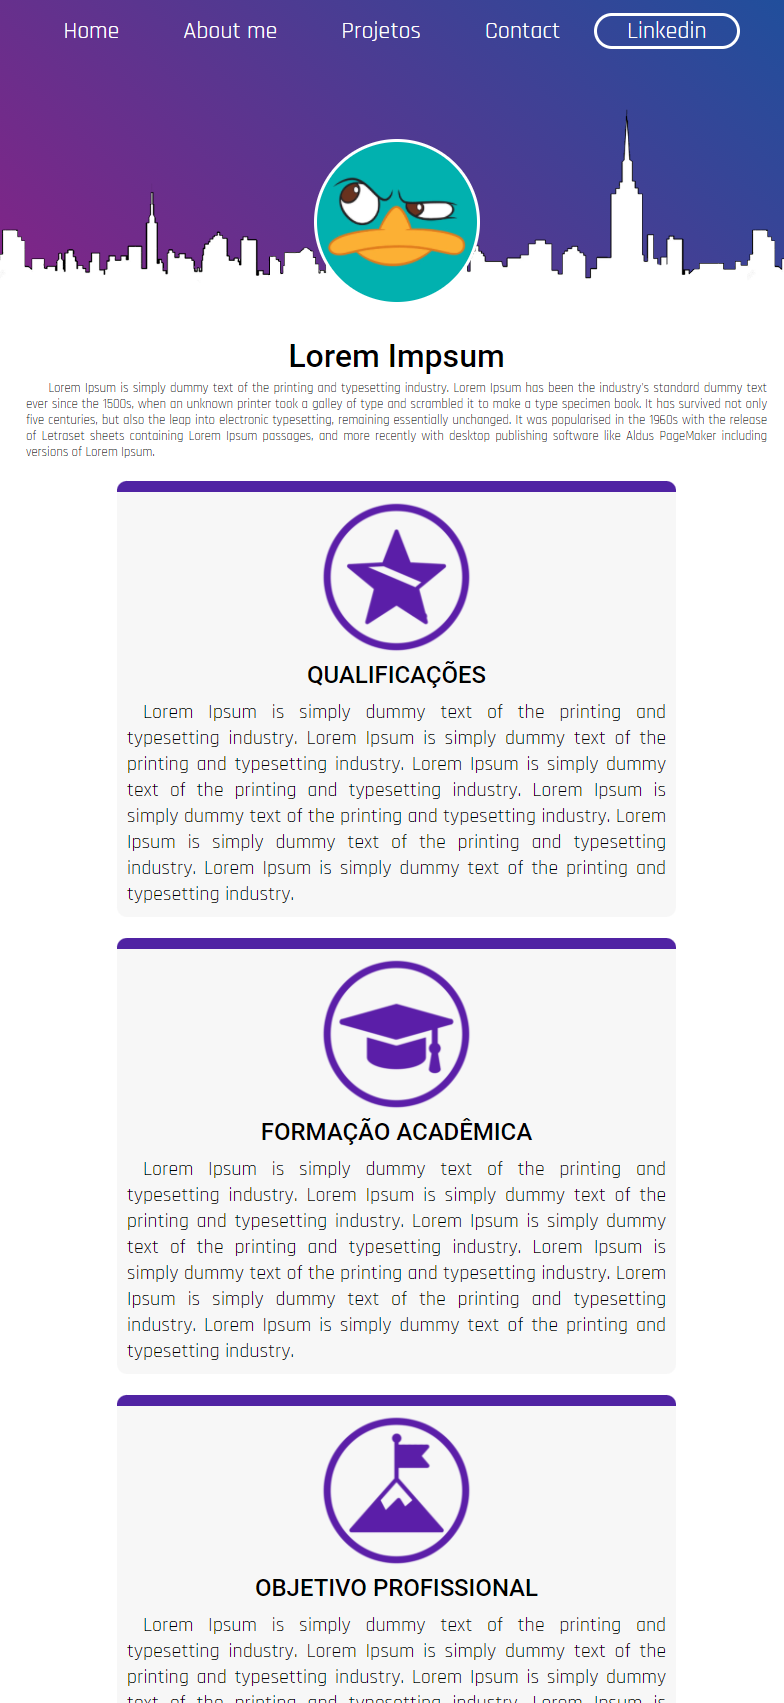 Home About me Projetos Contact Linkedin
Lorem Impsum
Lorem Ipsum is simply dummy text of the printing and typesetting industry. Lorem Ipsum has been the industry's standard dummy text
ever since the 1500s, when an unknown printer took a galley of type and scrambled it to make a type specimen book. It has survived not only
five centuries, but also the leap into electronic typesetting, remaining essentially unchanged. It was popularised in the 1960s with the release
of Letraset sheets containing Lorem Ipsum passages, and more recently with desktop publishing software like Aldus PageMaker including
versions of Lorem Ipsum.
QUALIFICAÇÕES
Lorem Ipsum is simply dummy text of the printing and
typesetting industry. Lorem Ipsum is simply dummy text of the
printing and typesetting industry. Lorem Ipsum is simply dummy
text of the printing and typesetting industry. Lorem Ipsum is
simply dummy text of the printing and typesetting industry. Lorem
Ipsum is simply dummy text of the printing and typesetting
industry. Lorem Ipsum is simply dummy text of the printing and
typesetting industry.
FORMAÇÃO ACADÊMICA
Lorem Ipsum is simply dummy text of the printing and
typesetting industry. Lorem Ipsum is simply dummy text of the
printing and typesetting industry. Lorem Ipsum is simply dummy
text of the printing and typesetting industry. Lorem Ipsum is
simply dummy text of the printing and typesetting industry. Lorem
Ipsum is simply dummy text of the printing and typesetting
industry. Lorem Ipsum is simply dummy text of the printing and
typesetting industry.
OBJETIVO PROFISSIONAL
Lorem Ipsum is simply dummy text of the printing and
typesetting industry. Lorem Ipsum is simply dummy text of the
printing and typesetting industry. Lorem Ipsum is simply dummy
text of the printing and typesetting industry. Lorem Ipsum is